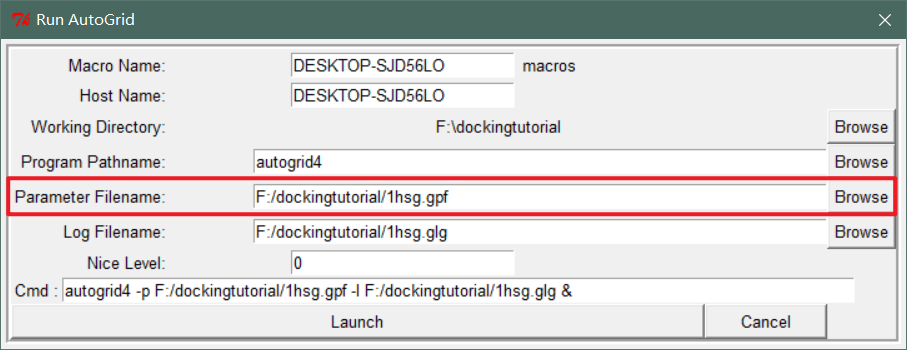 Run AutoGrid
Macro Name: DESKTOP-SJD56LO macros
Host Name: DESKTOP-SJD56LO
Working Directory: F:\dockingtutorial Browse
Program Pathname: autogrid4 Browse
Parameter Filename: F:/dockingtutorial/1hsg.gpf Browse
Log Filename: F:/dockingtutorial/1hsg.glg Browse
Nice Level: 0
Cmd : autogrid4 -p F:/dockingtutorial/1hsg.gpf -l F:/dockingtutorial/1hsg.glg &
Launch Cancel